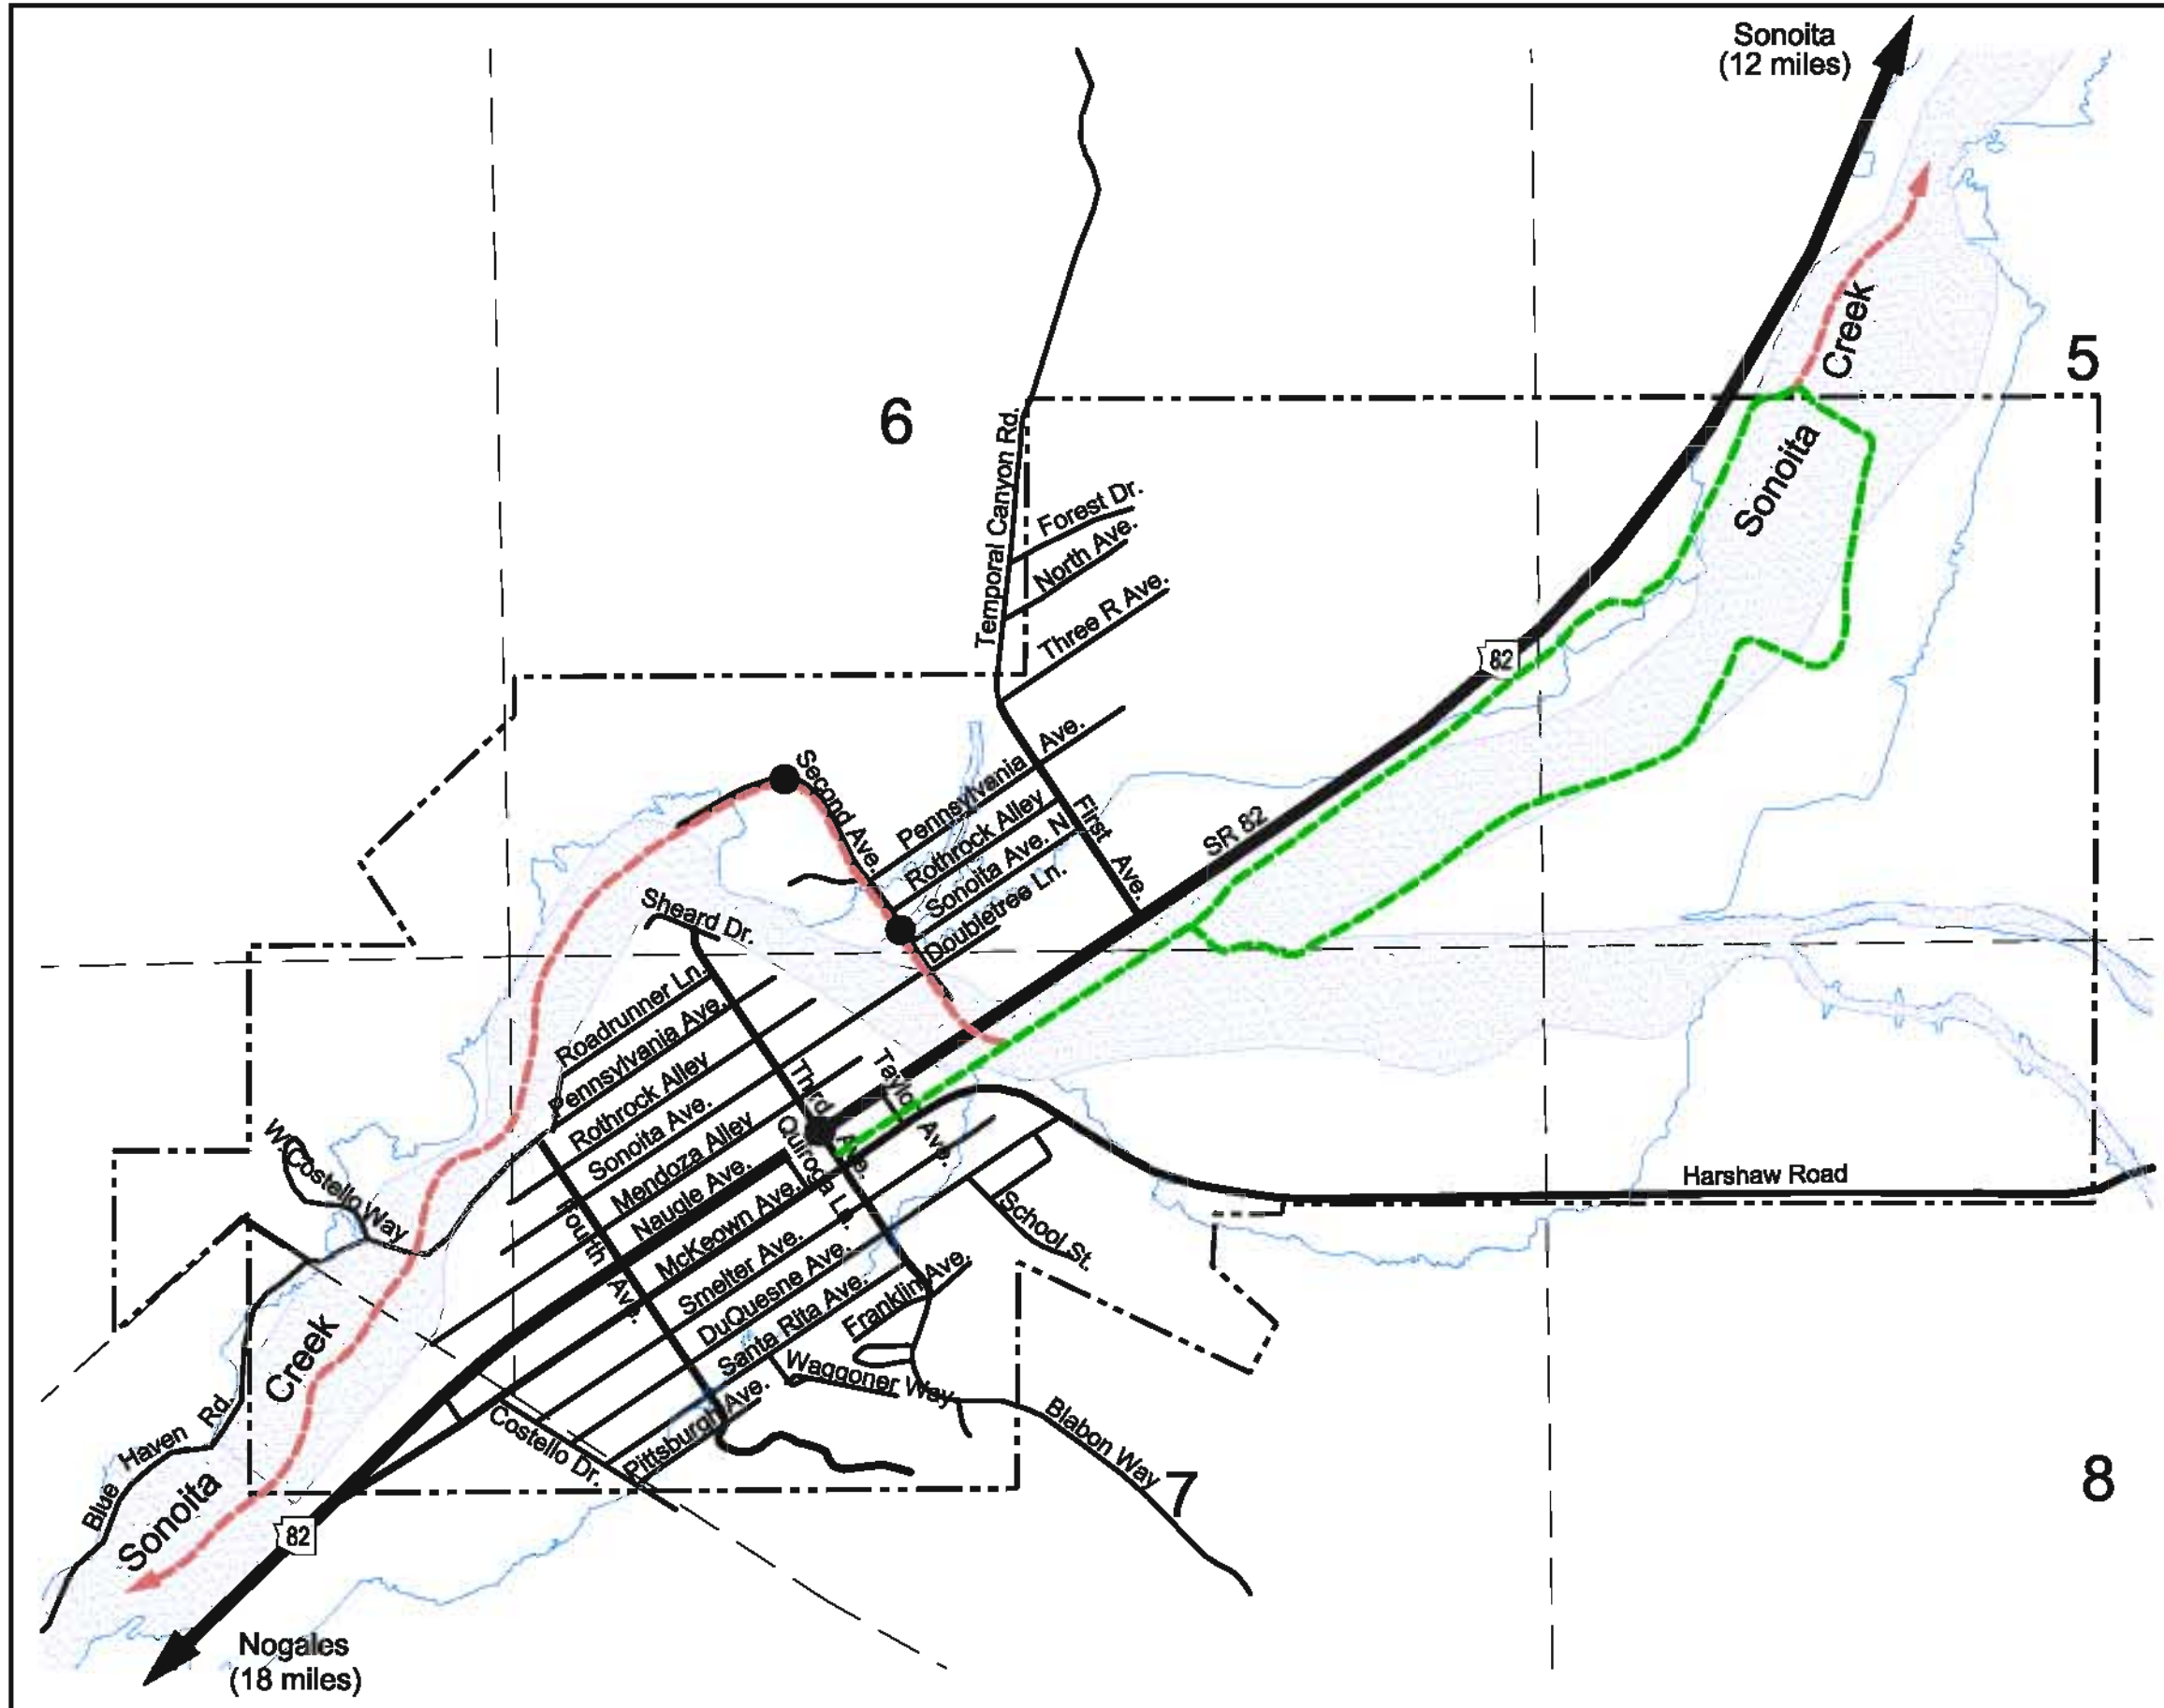 Sonoita
(12 miles)
Creek
5
6
Temporal Canyon Rd.
Forest Dr.
North Ave.
Three R Ave.
Sonoita
82
Second Ave.
Pennsylvania Ave.
Rothrock Alley
Sonoita Ave. N
Doubletree Ln.
First Ave.
SR 82
Sheard Dr.
Roadrunner Ln.
Pennsylvania Ave.
Rothrock Alley
Sonoita Ave.
Mendoza Alley
Naugle Ave.
McKeown Ave.
Smelter Ave.
DuQuesne Ave.
Santa Rita Ave.
Pittsburgh Ave.
Third Ave.
Taylor Ave.
Quiroga Ln.
Fourth Ave.
W. Costello Way
Harshaw Road
School St.
Franklin Ave.
Waggoner Way
Blabon Way
Costello Dr.
Creek
Blue Haven Rd.
Sonoita
82
7
8
Nogales
(18 miles)